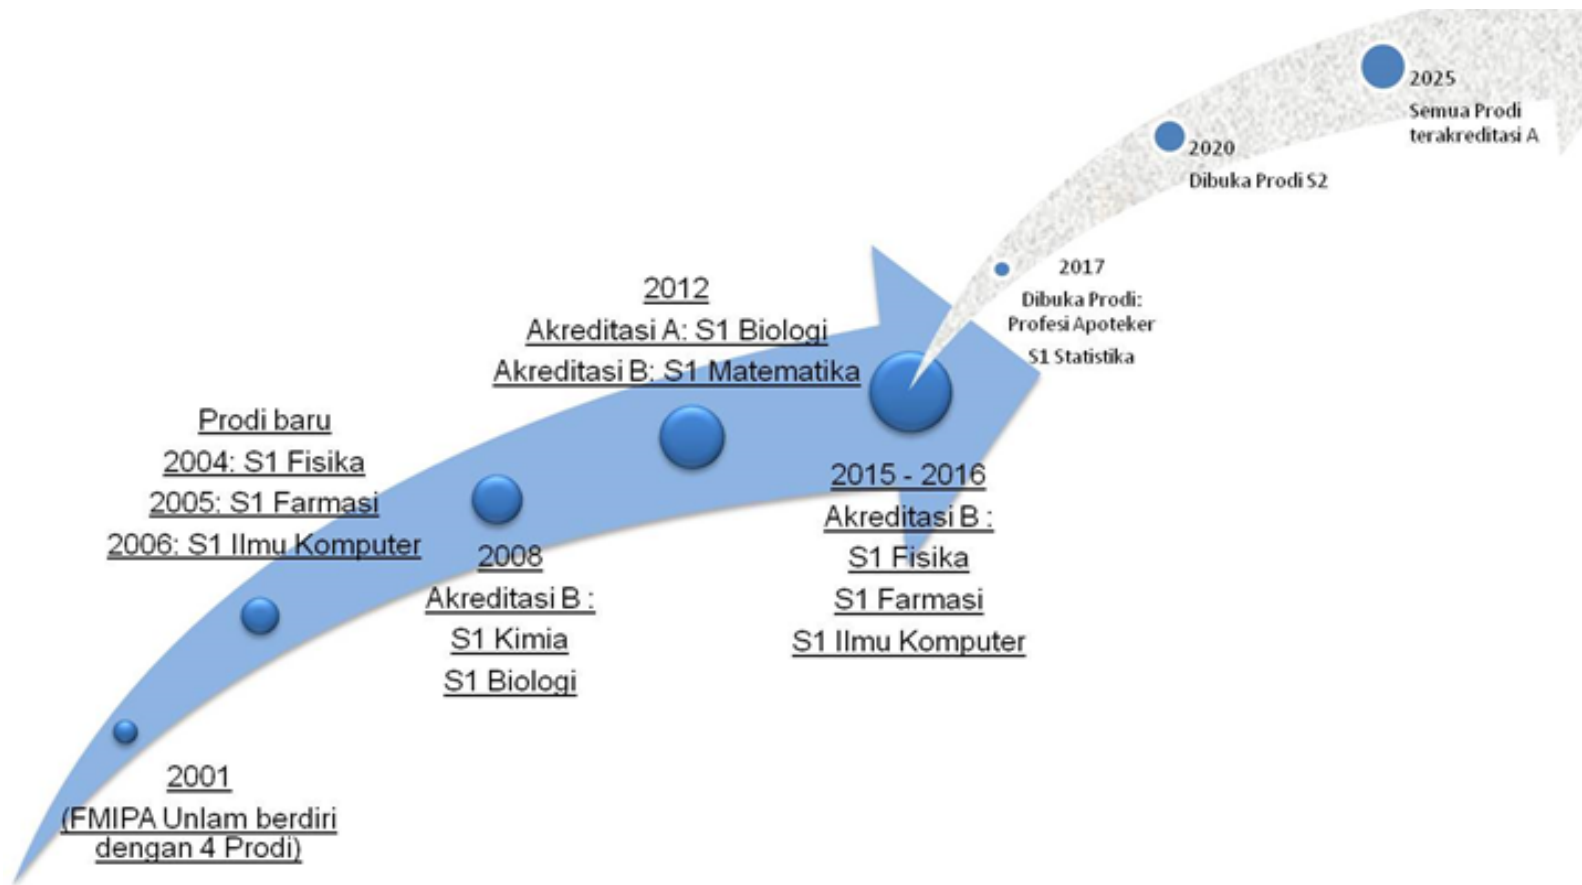 2001
(FMIPA Unlam berdiri
dengan 4 Prodi)
Prodi baru
2004: S1 Fisika
2005: S1 Farmasi
2006: S1 Ilmu Komputer
2008
Akreditasi B :
S1 Kimia
S1 Biologi
2012
Akreditasi A: S1 Biologi
Akreditasi B: S1 Matematika
2015 - 2016
Akreditasi B :
S1 Fisika
S1 Farmasi
S1 Ilmu Komputer
2017
Dibuka Prodi:
Profesi Apoteker
S1 Statistika
2020
Dibuka Prodi S2
2025
Semua Prodi
terakreditasi A